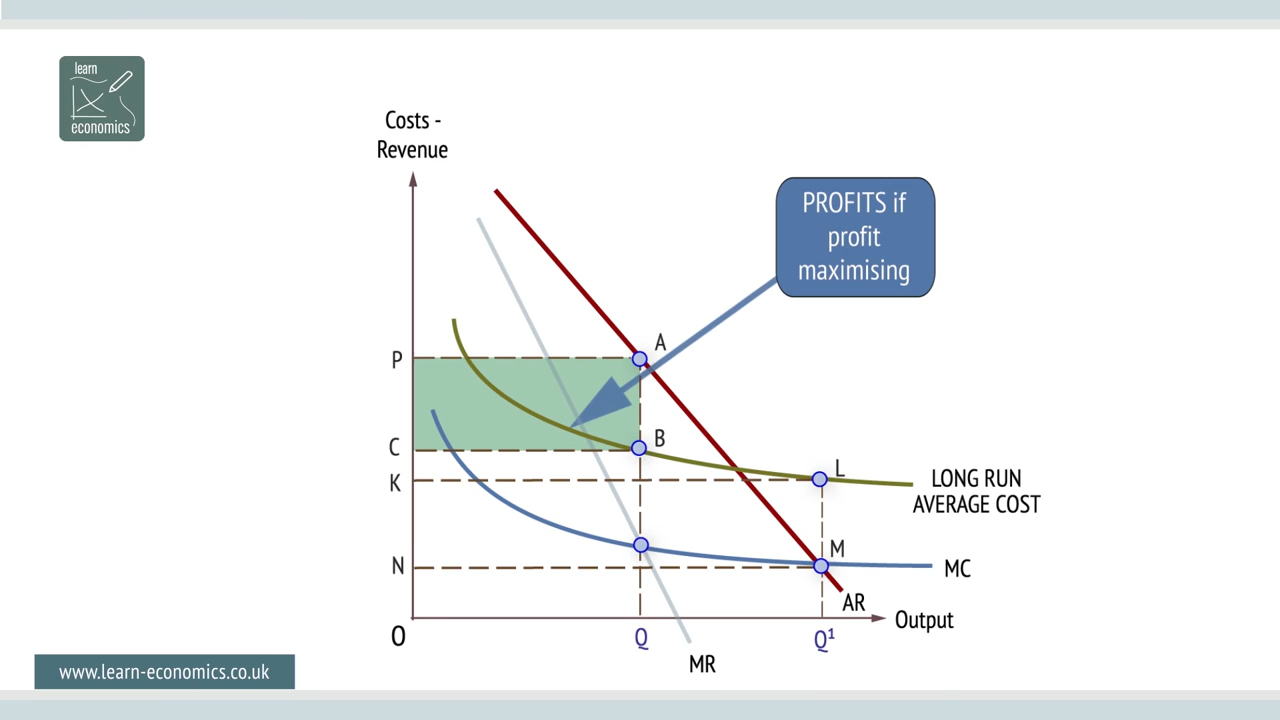 learn
economics
Costs -
Revenue
PROFITS if
profit
maximising
P
A
C
B
K
L
LONG RUN
AVERAGE COST
N
M
MC
AR
O
Q
Q¹
Output
MR
www.learn-economics.co.uk